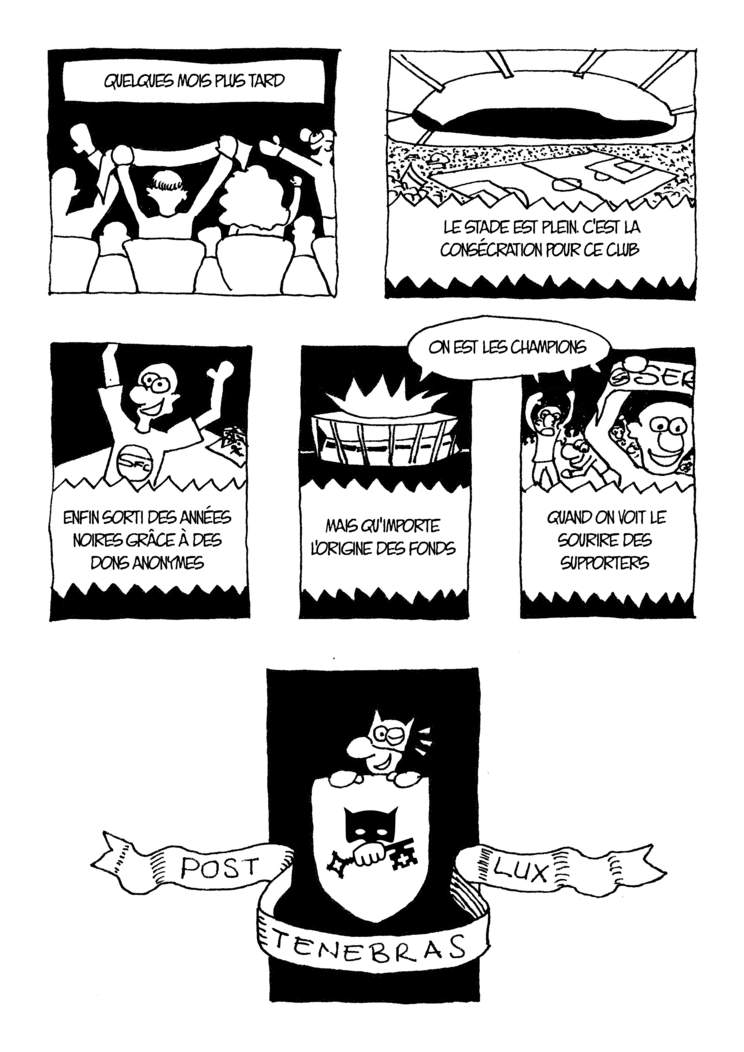 QUELQUES MOIS PLUS TARD
LE STADE EST PLEIN. C'EST LA
CONSÉCRATION POUR CE CLUB
SFC
ENFIN SORTI DES ANNÉES
NOIRES GRÂCE À DES
DONS ANONYMES
MAIS QU'IMPORTE
L'ORIGINE DES FONDS
ON EST LES CHAMPIONS
SER
QUAND ON VOIT LE
SOURIRE DES
SUPPORTERS
POST
TENEBRAS
LUX